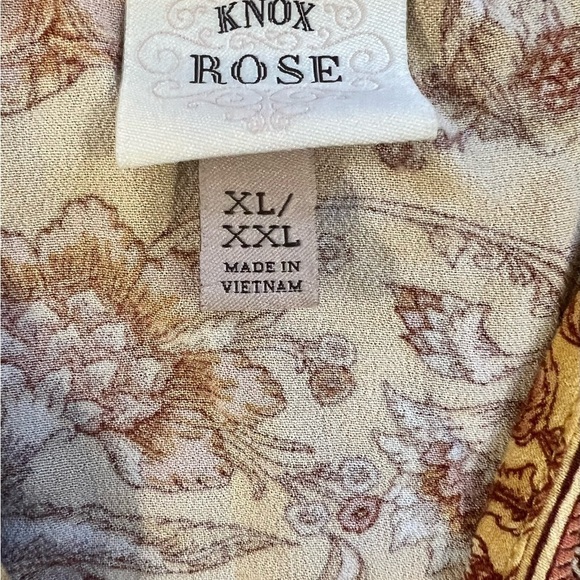 KNOX
ROSE
XL/
XXL
MADE IN
VIETNAM